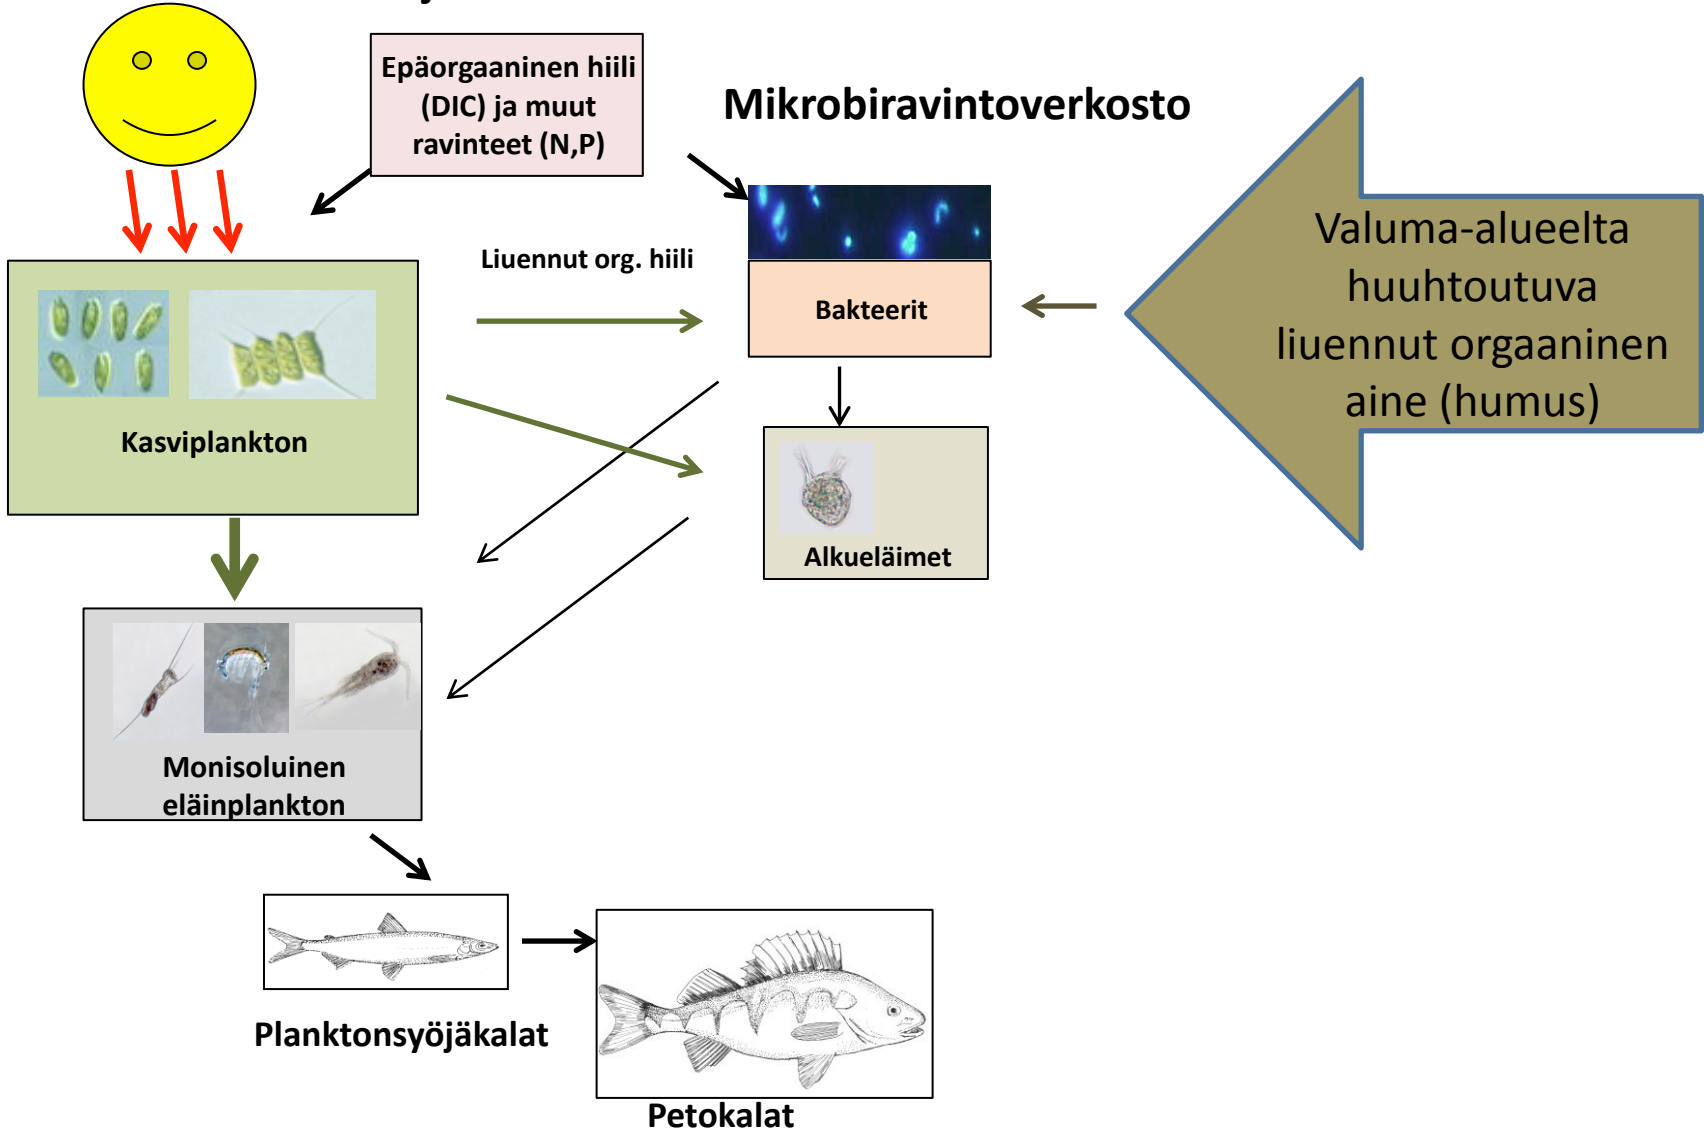 Epäorgaaninen hiili
(DIC) ja muut
ravinteet (N,P)
Mikrobiravintoverkosto
Valuma-alueelta
huuhtoutuva
liuennut orgaaninen
aine (humus)
Liuennut org. hiili
Bakteerit
Kasviplankton
Alkueläimet
Monisoluinen
eläinplankton
Planktonsyöjäkalat
Petokalat